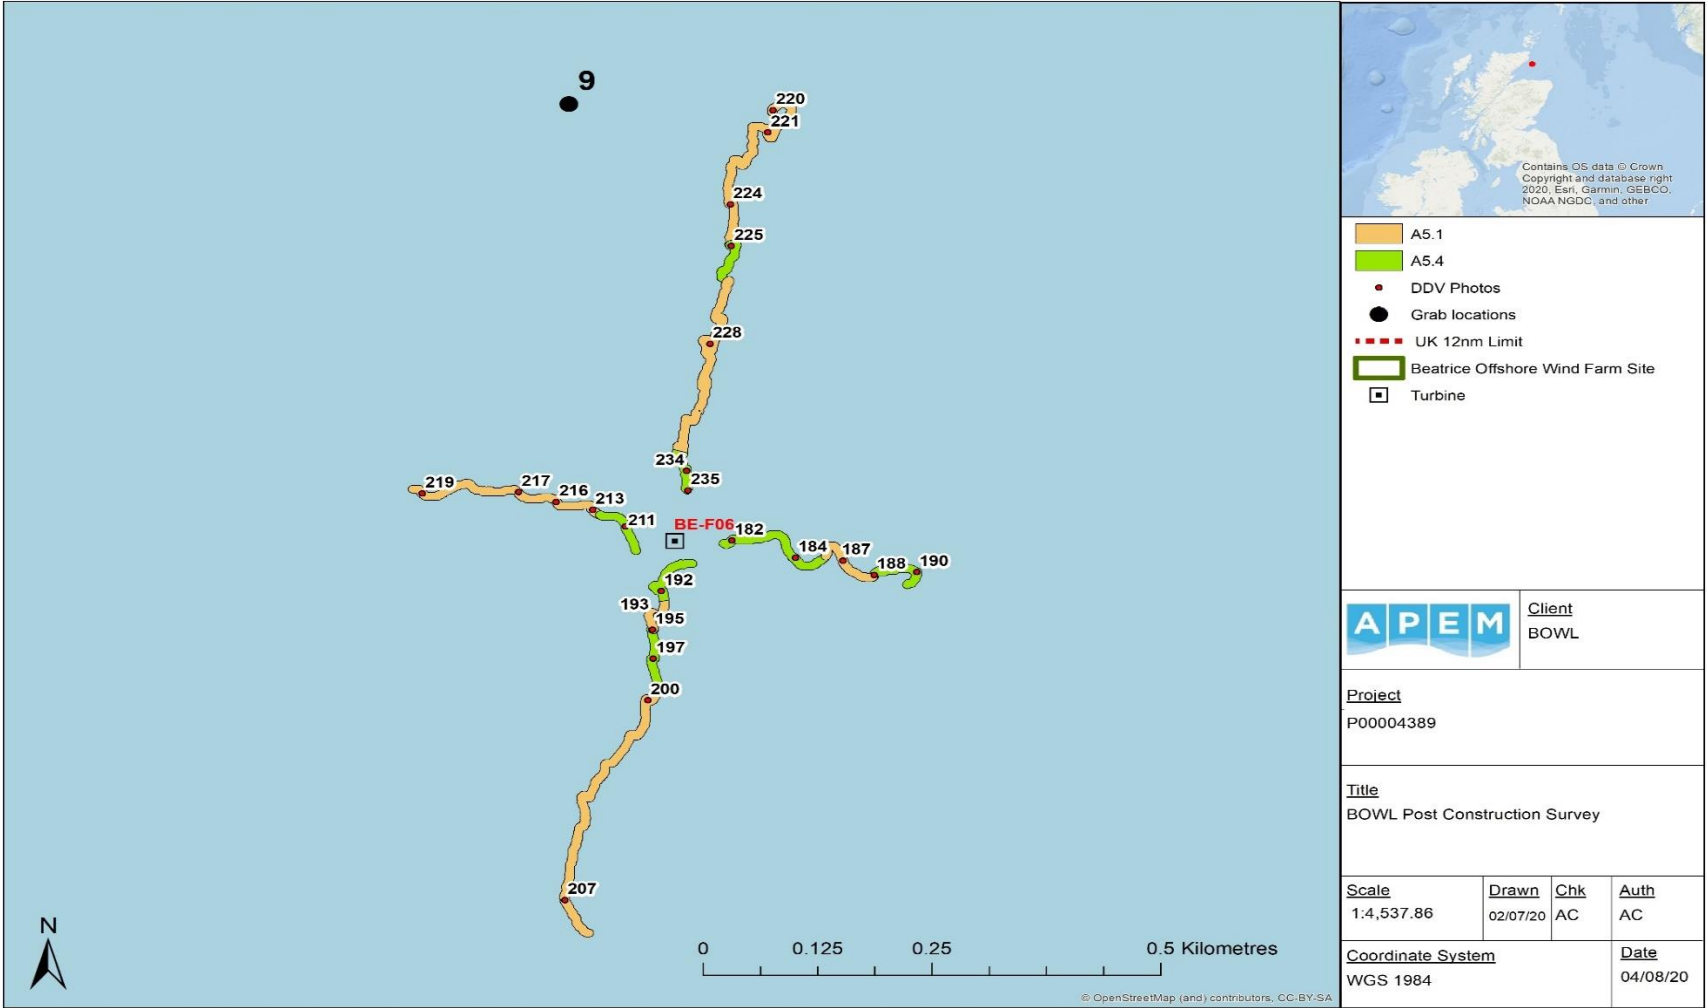 9
220
221
224
225
228
234
235
219
217
216
213
211
BE-F06
182
184
187
188
190
192
193
195
197
200
207
N
0 0.125 0.25 0.5 Kilometres
© OpenStreetMap (and) contributors, CC-BY-SA
Contains OS data © Crown
Copyright and database right
2020, Esri, Garmin, GEBCO,
NOAA NGDC, and other
A5.1
A5.4
DDV Photos
Grab locations
UK 12nm Limit
Beatrice Offshore Wind Farm Site
Turbine
APEM
Client
BOWL
Project
P00004389
Title
BOWL Post Construction Survey
Scale
1:4,537.86
Drawn
02/07/20
Chk
AC
Auth
AC
Coordinate System
WGS 1984
Date
04/08/20